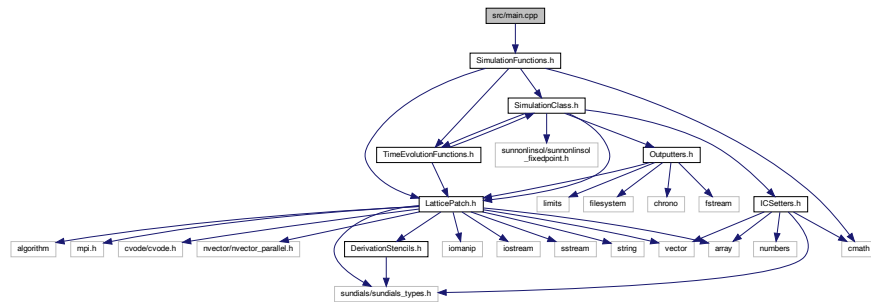 src/main.cpp
SimulationFunctions.h
SimulationClass.h
TimeEvolutionFunctions.h
sunnonlinsol/sunnonlinsol
_fixedpoint.h
Outputters.h
LatticePatch.h
limits
filesystem
chrono
fstream
ICSetters.h
algorithm
mpi.h
cvode/cvode.h
nvector/nvector_parallel.h
DerivationStencils.h
iomanip
iostream
sstream
string
vector
array
numbers
cmath
sundials/sundials_types.h